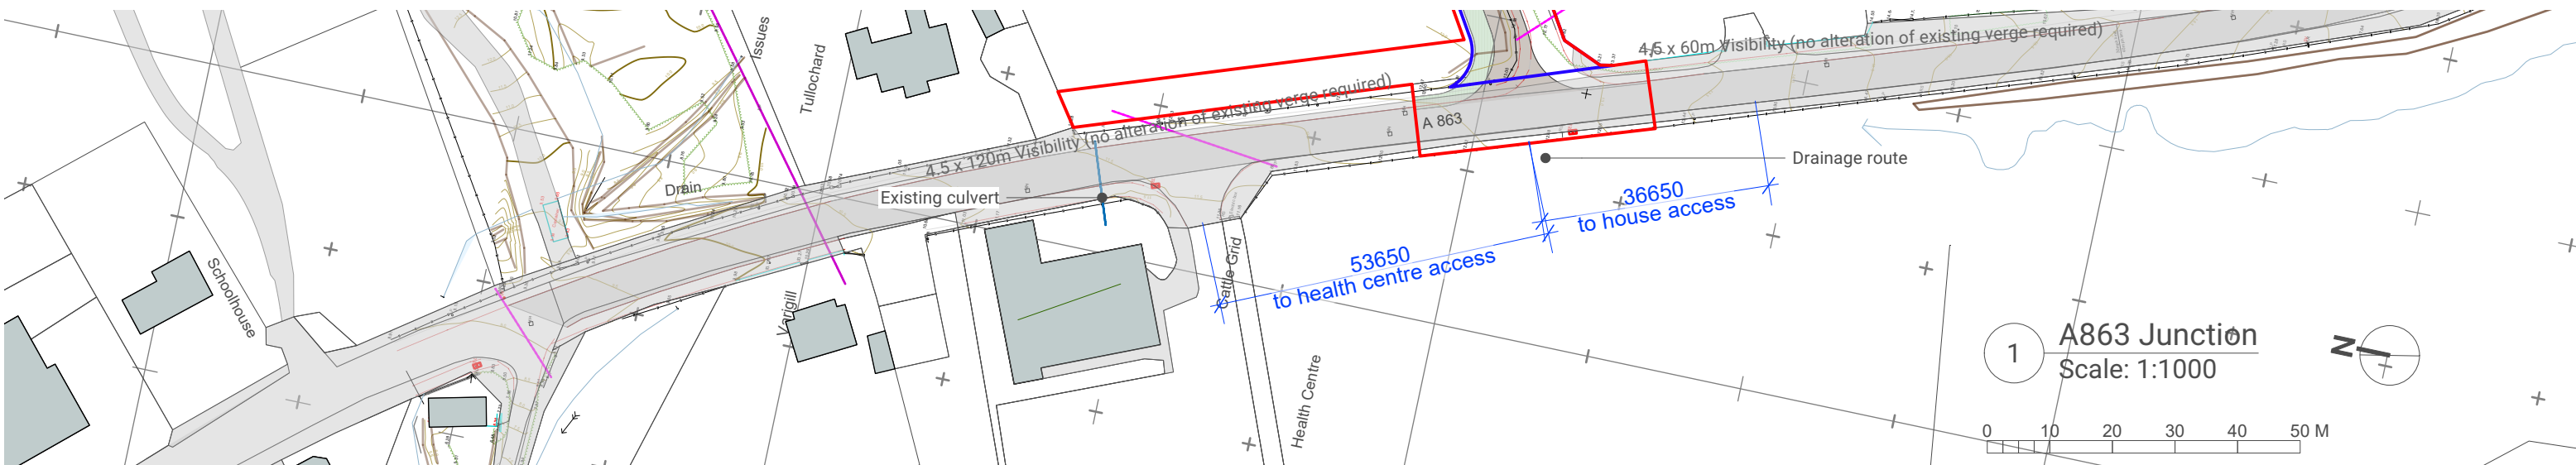 Issues
Tullochard
4.5 x 60m Visibility (no alteration of existing verge required)
4.5 x 120m Visibility (no alteration of existing verge required)
A 863
Drainage route
Drain
Existing culvert
36650
to house access
53650
to health centre access
Schoolhouse
Varigill
Cattle Grid
Health Centre
1
A863 Junction
Scale: 1:1000
N
0 10 20 30 40 50 M